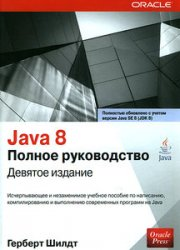 ORACLE
Полностью обновлено с учетом
версии Java SE 8 (JDK 8)
Java
Java 8
Полное руководство
Девятое издание
Исчерпывающее и незаменимое учебное пособие по написанию,
компилированию и выполнению современных программ на Java
Герберт Шилдт
Oracle
Press